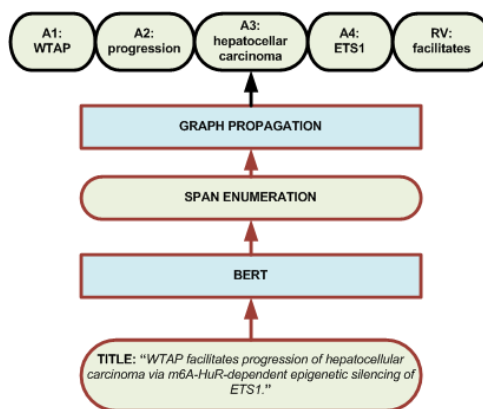 A1:
WTAP
A2:
progression
A3:
hepatocellar
carcinoma
A4:
ETS1
RV:
facilitates
GRAPH PROPAGATION
SPAN ENUMERATION
BERT
TITLE: "WTAP facilitates progression of hepatocellular
carcinoma via m6A-HuR-dependent epigenetic silencing of
ETS1."